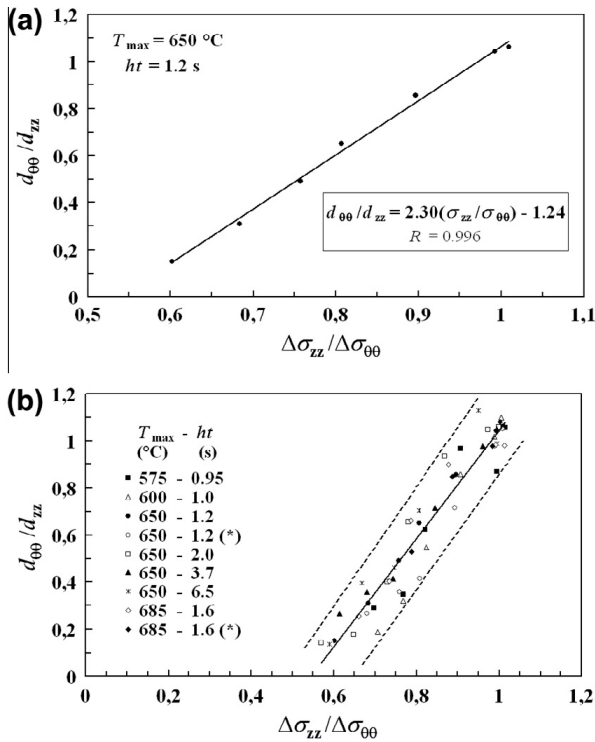 (a)
T max = 650 °C
ht = 1.2 s
1,2
1
0,8
0,6
0,4
0,2
0
d θθ / d zz
d θθ / d zz = 2.30(σ zz / σ θθ) - 1.24
R = 0.996
0,5 0,6 0,7 0,8 0,9 1 1,1
Δσ zz / Δσ θθ
(b)
T max - ht
(°C) (s)
575 - 0.95
600 - 1.0
650 - 1.2
650 - 1.2 (*)
650 - 2.0
650 - 3.7
650 - 6.5
685 - 1.6
685 - 1.6 (*)
1,2
1
0,8
0,6
0,4
0,2
0
d θθ / d zz
0 0,2 0,4 0,6 0,8 1 1,2
Δσ zz / Δσ θθ